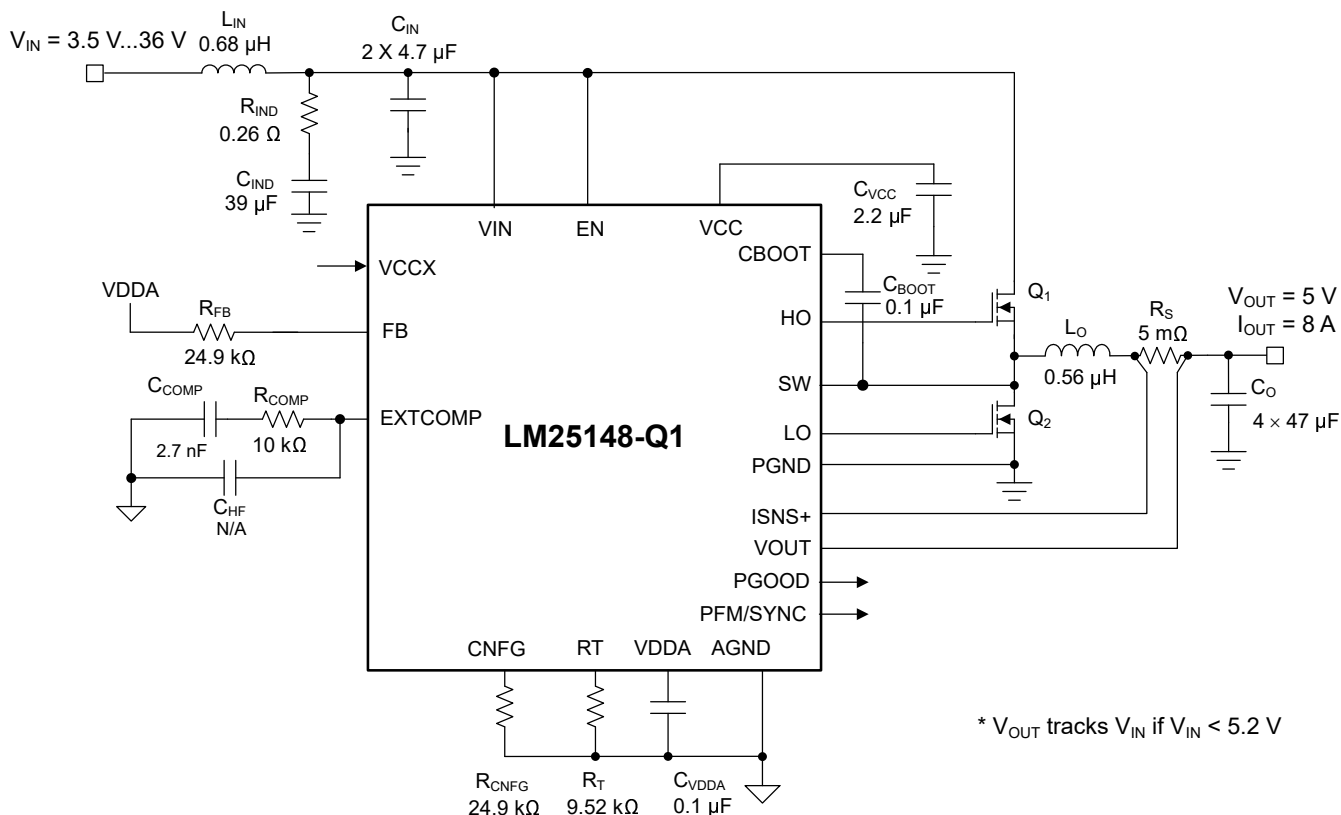 V_IN = 3.5 V...36 V
L_IN
0.68 µH
C_IN
2 X 4.7 µF
R_IND
0.26 Ω
C_IND
39 µF
VIN
EN
VCC
C_VCC
2.2 µF
VCCX
CBOOT
C_BOOT
0.1 µF
VDDA
R_FB
24.9 kΩ
FB
HO
Q_1
V_OUT = 5 V
I_OUT = 8 A
L_O
0.56 µH
R_S
5 mΩ
SW
C_O
4 × 47 µF
C_COMP
2.7 nF
R_COMP
10 kΩ
EXTCOMP
LM25148-Q1
LO
Q_2
PGND
C_HF
N/A
ISNS+
VOUT
PGOOD
PFM/SYNC
CNFG
RT
VDDA
AGND
* V_OUT tracks V_IN if V_IN < 5.2 V
R_CNFG
24.9 kΩ
R_T
9.52 kΩ
C_VDDA
0.1 µF